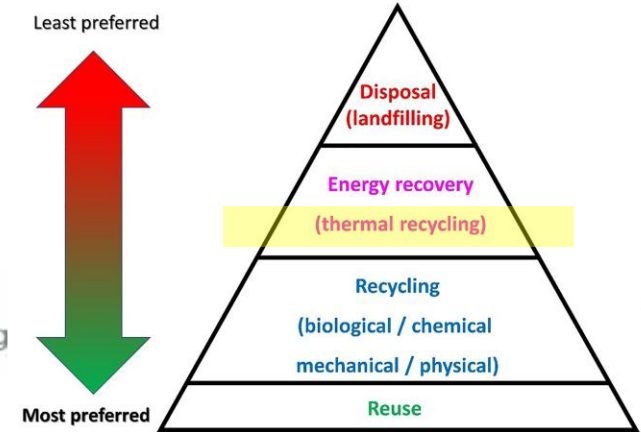 Least preferred
Disposal
(landfilling)
Energy recovery
(thermal recycling)
Recycling
(biological / chemical
mechanical / physical)
Most preferred
Reuse